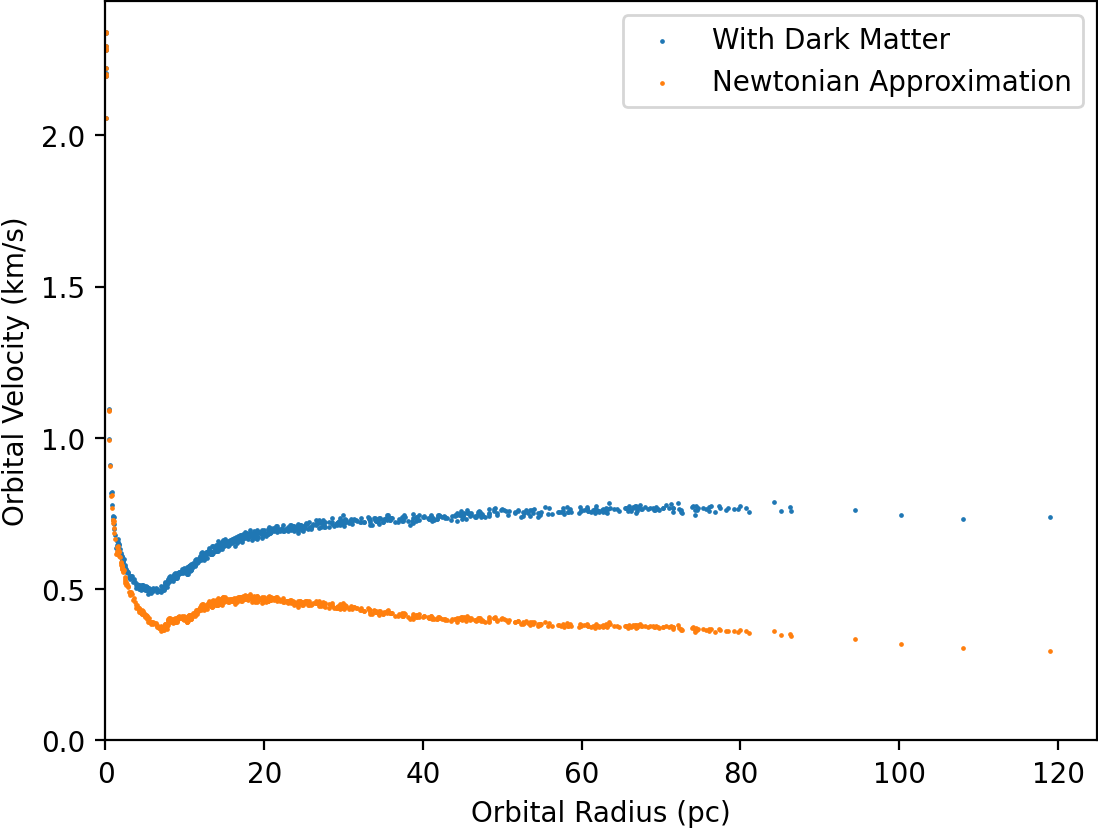 With Dark Matter
Newtonian Approximation
2.0
1.5
1.0
0.5
0.0
Orbital Velocity (km/s)
0 20 40 60 80 100 120
Orbital Radius (pc)